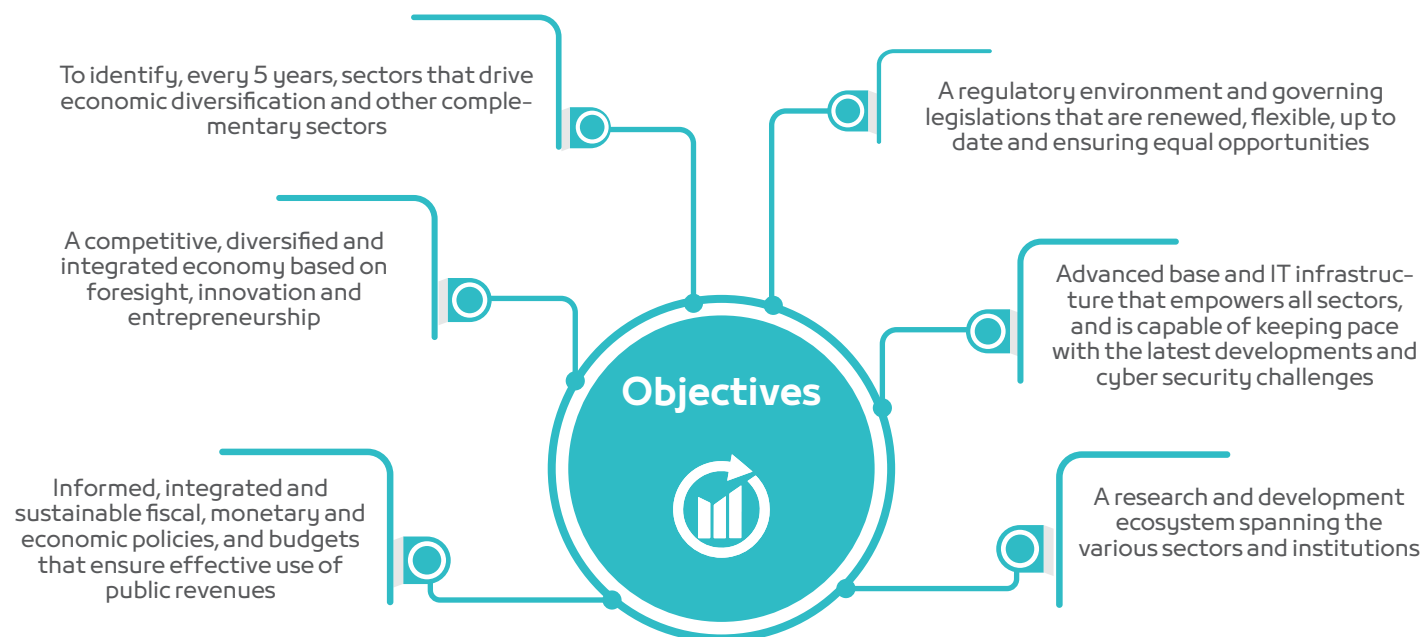 To identify, every 5 years, sectors that drive
economic diversification and other comple-
mentary sectors
A competitive, diversified and
integrated economy based on
foresight, innovation and
entrepreneurship
Informed, integrated and
sustainable fiscal, monetary and
economic policies, and budgets
that ensure effective use of
public revenues
Objectives
A regulatory environment and governing
legislations that are renewed, flexible, up to
date and ensuring equal opportunities
Advanced base and IT infrastruc-
ture that empowers all sectors,
and is capable of keeping pace
with the latest developments and
cyber security challenges
A research and development
ecosystem spanning the
various sectors and institutions